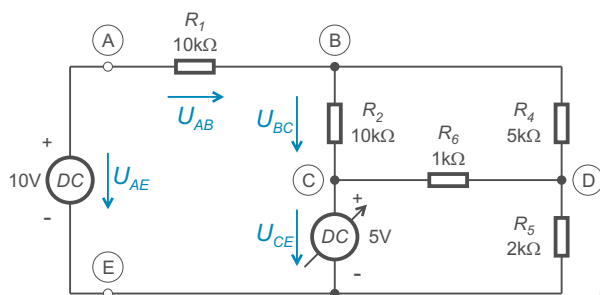 A
R1
10kΩ
B
UAB
UBC
R2
10kΩ
R4
5kΩ
R6
1kΩ
+
10V
DC
-
UAE
C
D
+
UCE
DC
5V
-
R5
2kΩ
E